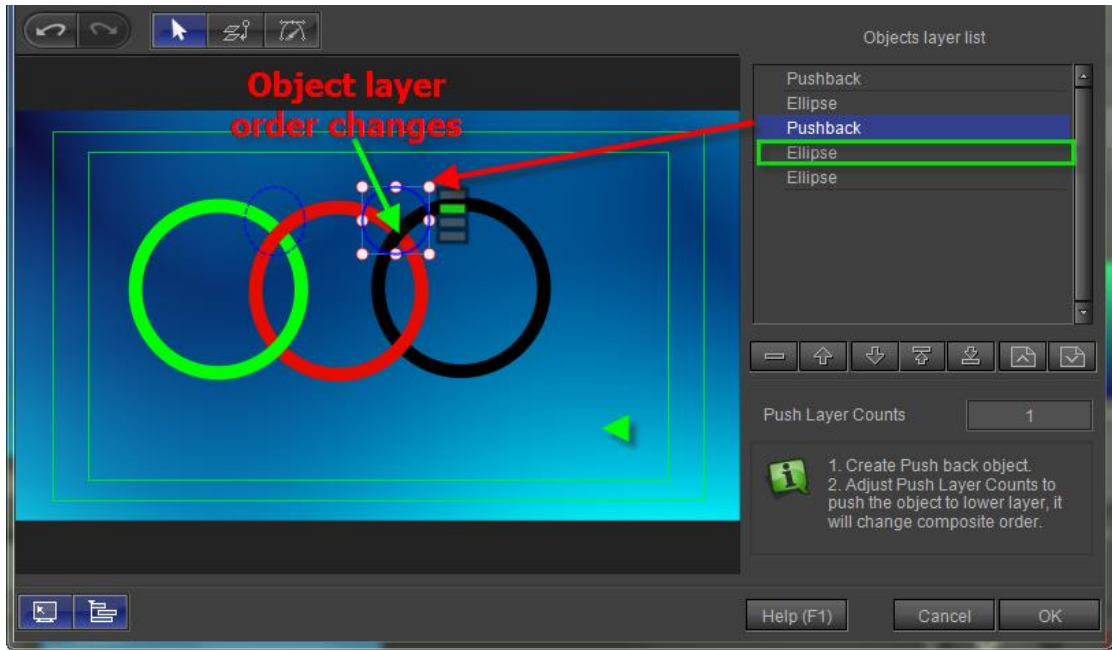 Objects layer list
Object layer
order changes
Pushback
Ellipse
Pushback
Ellipse
Ellipse
Push Layer Counts
1
1. Create Push back object.
2. Adjust Push Layer Counts to
push the object to lower layer, it
will change composite order.
Help (F1)
Cancel
OK